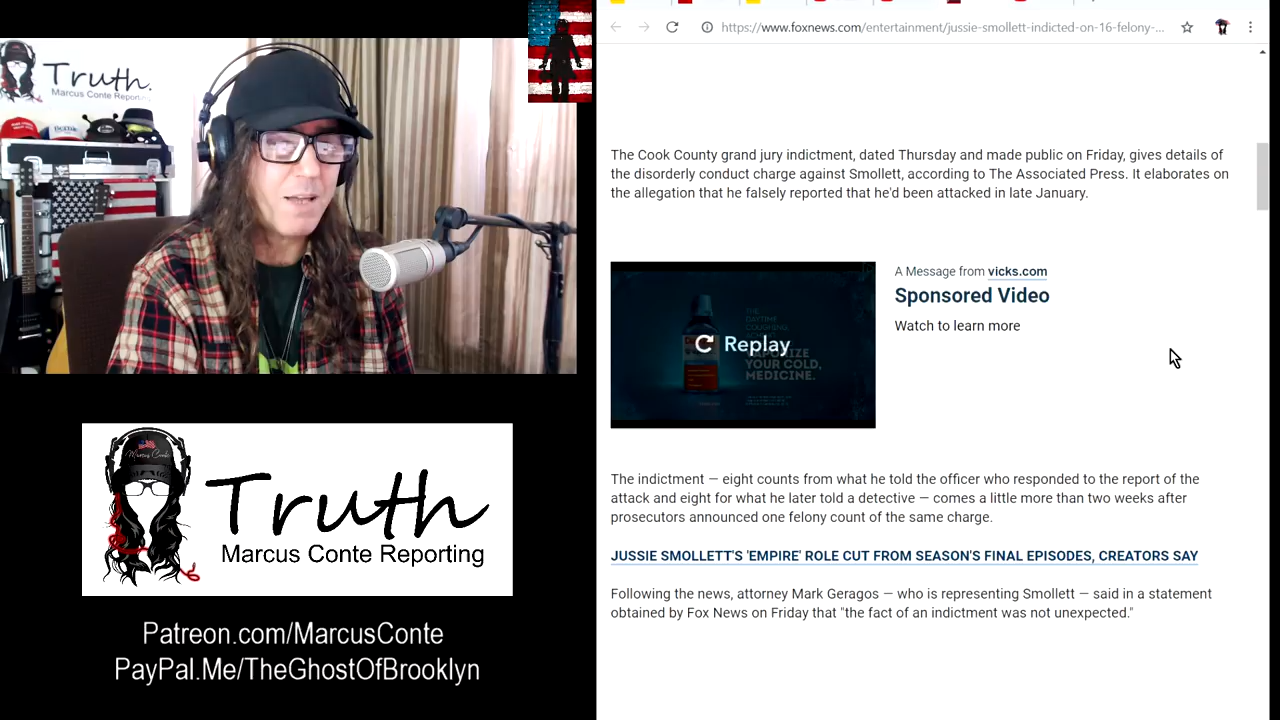 Truth.
Marcus Conte Reporting
https://www.foxnews.com/entertainment/jussie-smollett-indicted-on-16-felony-...
The Cook County grand jury indictment, dated Thursday and made public on Friday, gives details of
the disorderly conduct charge against Smollett, according to The Associated Press. It elaborates on
the allegation that he falsely reported that he'd been attacked in late January.
Replay
YOUR COLD,
MEDICINE.
A Message from vicks.com
Sponsored Video
Watch to learn more
The indictment — eight counts from what he told the officer who responded to the report of the
attack and eight for what he later told a detective — comes a little more than two weeks after
prosecutors announced one felony count of the same charge.
JUSSIE SMOLLETT'S 'EMPIRE' ROLE CUT FROM SEASON'S FINAL EPISODES, CREATORS SAY
Following the news, attorney Mark Geragos — who is representing Smollett — said in a statement
obtained by Fox News on Friday that "the fact of an indictment was not unexpected."
Marcus Conte
Truth
Marcus Conte Reporting
Patreon.com/MarcusConte
PayPal.Me/TheGhostOfBrooklyn